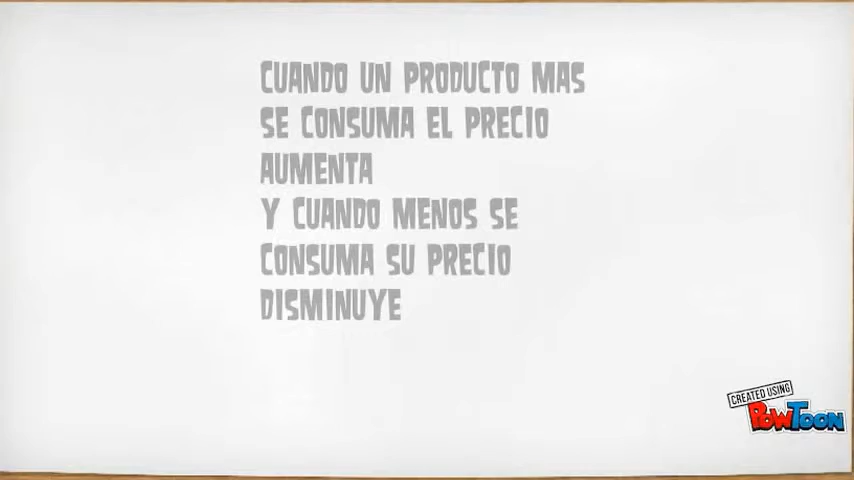 CUANDO UN PRODUCTO MAS
SE CONSUMA EL PRECIO
AUMENTA
Y CUANDO MENOS SE
CONSUMA SU PRECIO
DISMINUYE
CREATED USING
POWTOON